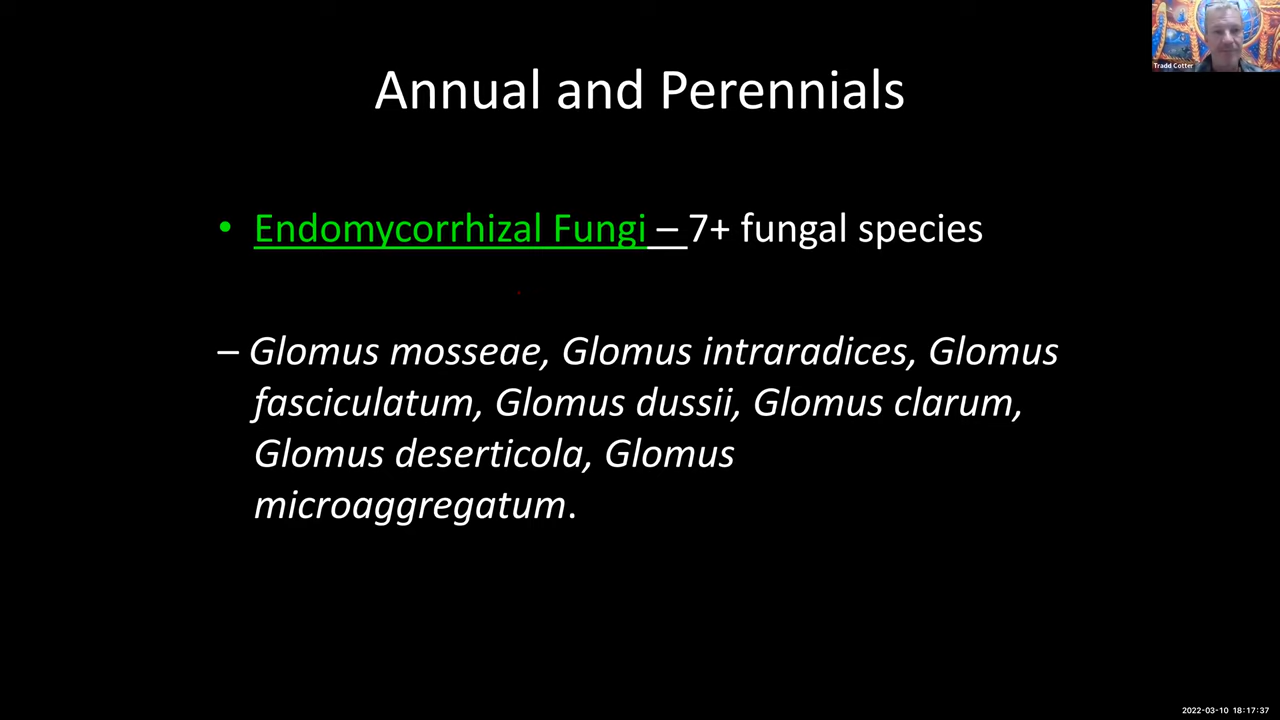 Tradd Cotter
Annual and Perennials
• Endomycorrhizal Fungi – 7+ fungal species
– Glomus mosseae, Glomus intraradices, Glomus
fasciculatum, Glomus dussii, Glomus clarum,
Glomus deserticola, Glomus
microaggregatum.
2022-03-10 18:17:37